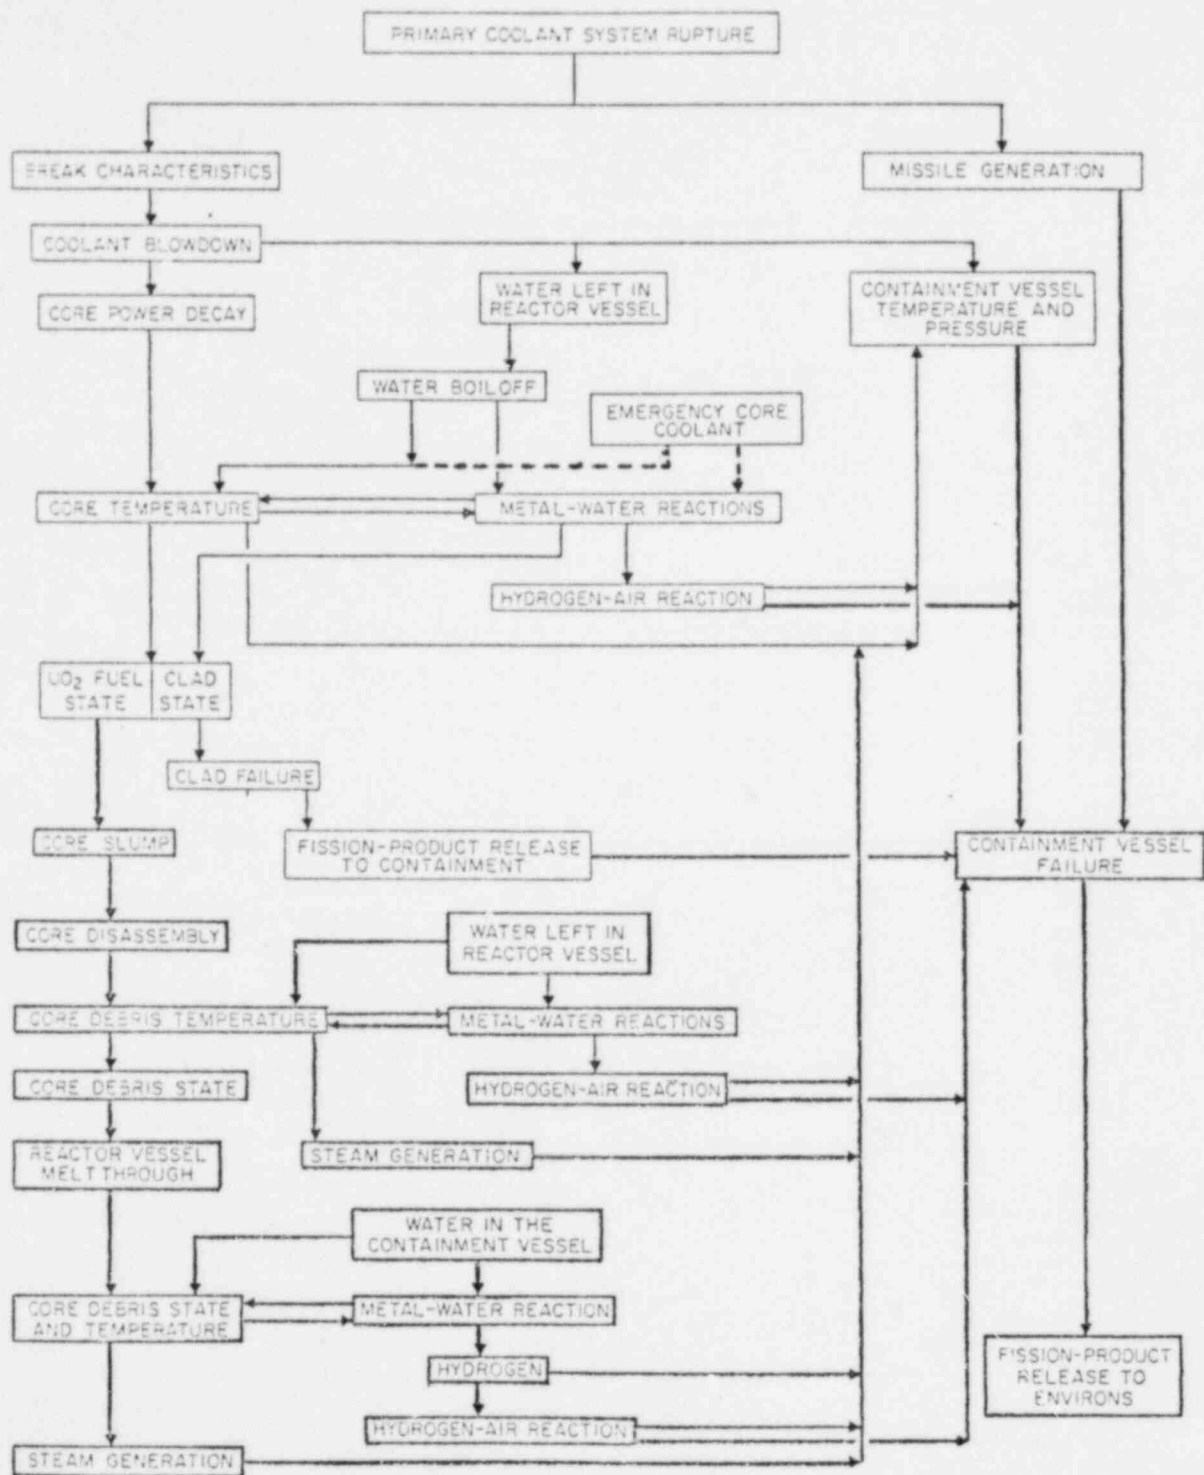 PRIMARY COOLANT SYSTEM RUPTURE
BREAK CHARACTERISTICS
MISSILE GENERATION
COOLANT BLOWDOWN
WATER LEFT IN
REACTOR VESSEL
CONTAINMENT VESSEL
TEMPERATURE AND
PRESSURE
CORE POWER DECAY
WATER BOILOFF
EMERGENCY CORE
COOLANT
CORE TEMPERATURE
METAL-WATER REACTIONS
HYDROGEN-AIR REACTION
UO₂ FUEL
STATE
CLAD
STATE
CLAD FAILURE
CORE SLUMP
FISSION-PRODUCT RELEASE
TO CONTAINMENT
CONTAINMENT VESSEL
FAILURE
CORE DISASSEMBLY
WATER LEFT IN
REACTOR VESSEL
CORE DEBRIS TEMPERATURE
METAL-WATER REACTIONS
CORE DEBRIS STATE
HYDROGEN-AIR REACTION
REACTOR VESSEL
MELTTHROUGH
STEAM GENERATION
WATER IN THE
CONTAINMENT VESSEL
CORE DEBRIS STATE
AND TEMPERATURE
METAL-WATER REACTION
HYDROGEN
FISSION-PRODUCT
RELEASE TO
ENVIRONS
HYDROGEN-AIR REACTION
STEAM GENERATION